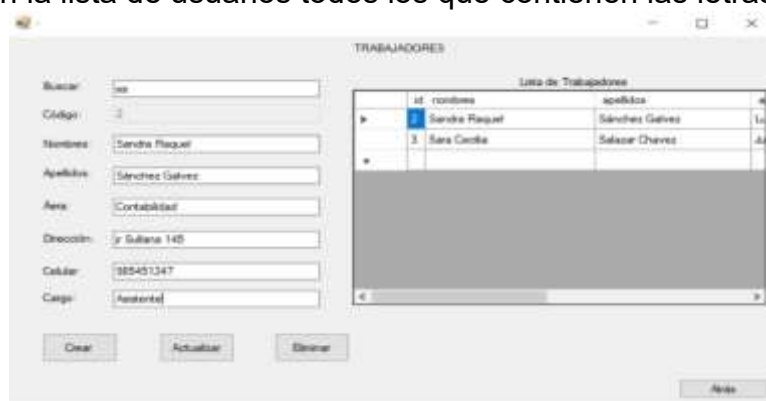 n la lista de usuarios todos los que contienen las letras
TRABAJADORES
Buscar: sa
Código: 2
Nombres: Sandra Raquel
Apellidos: Sánchez Galvez
Área: Contabilidad
Dirección: jr Sullana 145
Celular:
Cargo: Asistente
Crear Actualizar Eliminar
Lista de Trabajadores
id nombres apellidos
2 Sandra Raquel Sánchez Galvez
3 Sara Cecilia Salazar Chavez
Atrás